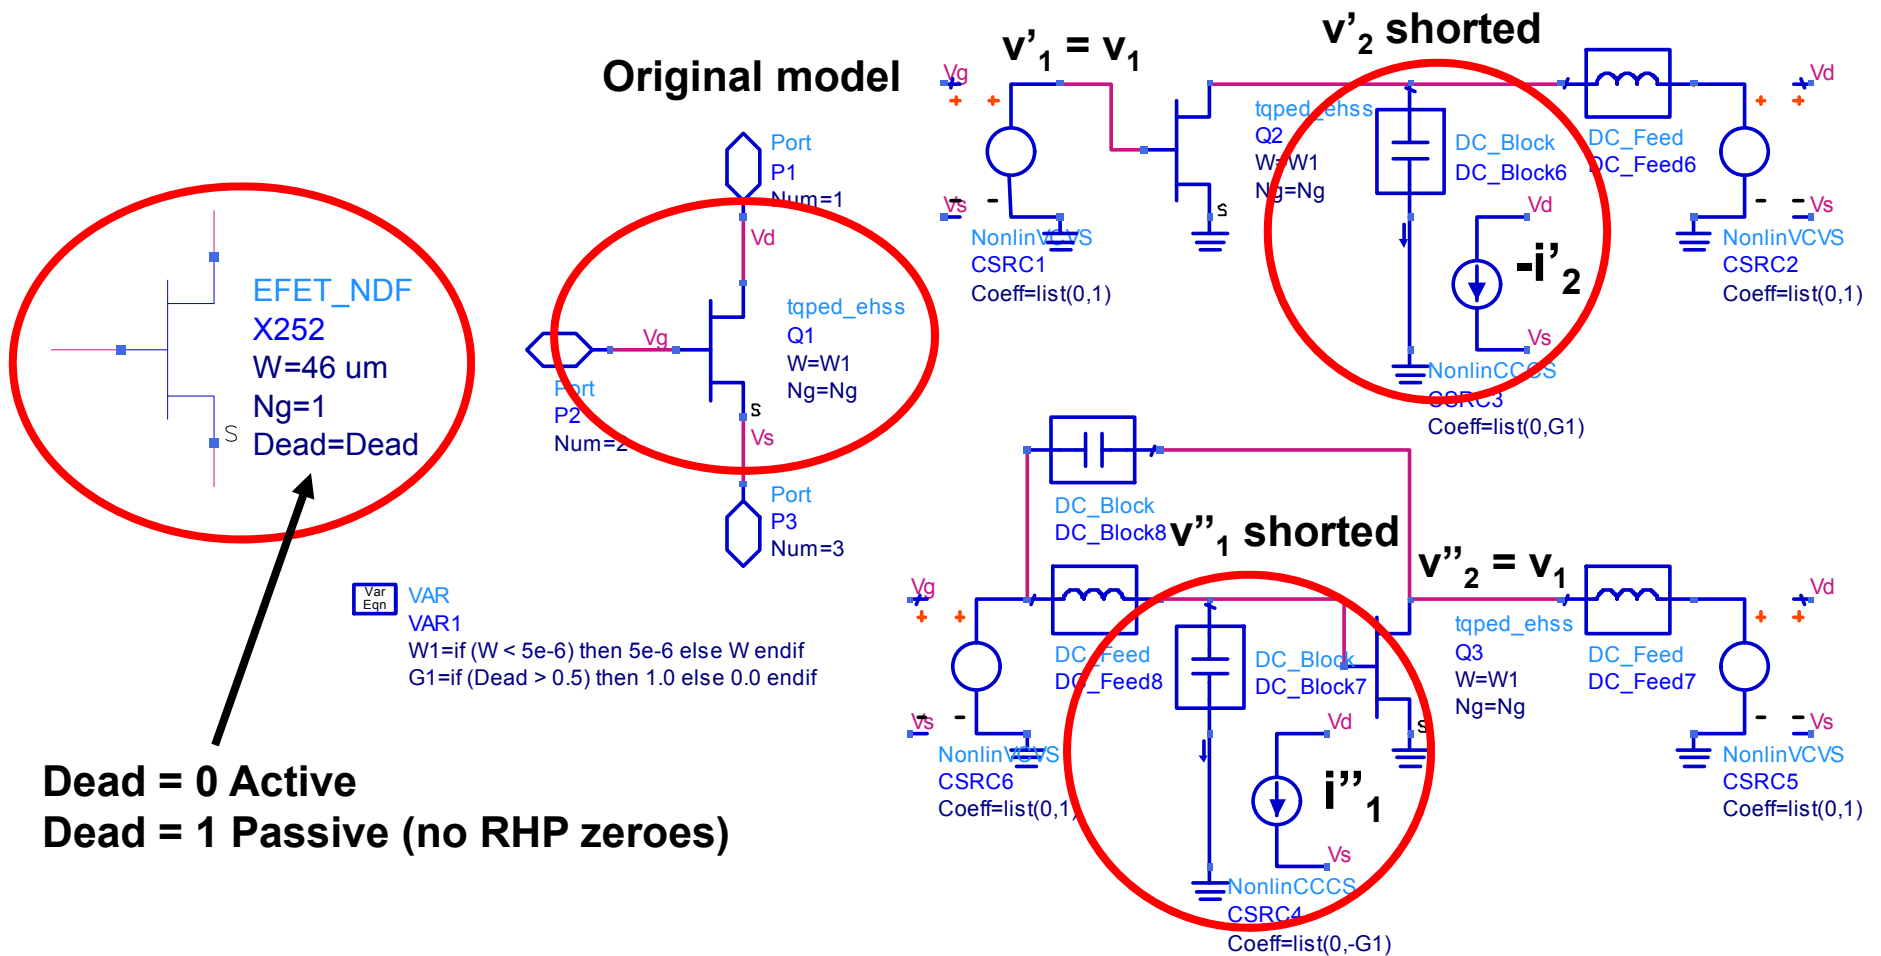 Original model
v'1 = v1
v'2 shorted
EFET_NDF
X252
W=46 um
Ng=1
Dead=Dead
S
Port
P1
Num=1
Vd
Vg
tqped_ehss
Q1
W=W1
Ng=Ng
S
Vs
Port
P2
Num=2
Port
P3
Num=3
Var
Eqn
VAR
VAR1
W1=if (W < 5e-6) then 5e-6 else W endif
G1=if (Dead > 0.5) then 1.0 else 0.0 endif
Dead = 0 Active
Dead = 1 Passive (no RHP zeroes)
Vg
+ +
- -
Vs
NonlinVCVS
CSRC1
Coeff=list(0,1)
tqped_ehss
Q2
W=W1
Ng=Ng
S
DC_Block
DC_Block6
DC_Feed
DC_Feed6
Vd
-i'2
Vs
NonlinCCCS
CSRC3
Coeff=list(0,G1)
Vd
+ +
- -
Vs
NonlinVCVS
CSRC2
Coeff=list(0,1)
DC_Block
DC_Block8
v''1 shorted
v''2 = v1
Vg
+ +
- -
Vs
NonlinVCVS
CSRC6
Coeff=list(0,1)
DC_Feed
DC_Feed8
DC_Block
DC_Block7
Vd
i''1
Vs
NonlinCCCS
CSRC4
Coeff=list(0,-G1)
tqped_ehss
Q3
W=W1
Ng=Ng
S
DC_Feed
DC_Feed7
Vd
+ +
- -
Vs
NonlinVCVS
CSRC5
Coeff=list(0,1)